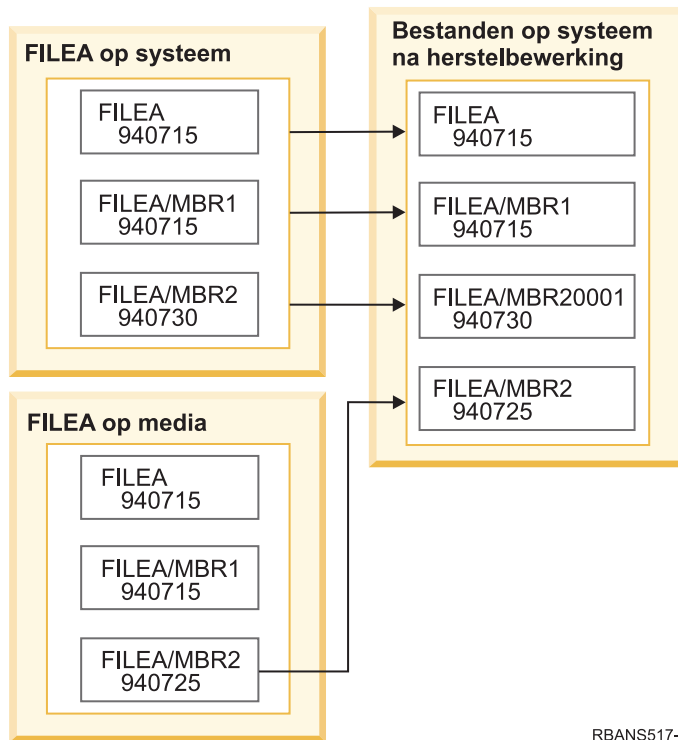 FILEA op systeem
FILEA
940715
FILEA/MBR1
940715
FILEA/MBR2
940730
Bestanden op systeem
na herstelbewerking
FILEA
940715
FILEA/MBR1
940715
FILEA/MBR20001
940730
FILEA/MBR2
940725
FILEA op media
FILEA
940715
FILEA/MBR1
940715
FILEA/MBR2
940725
RBANS517-